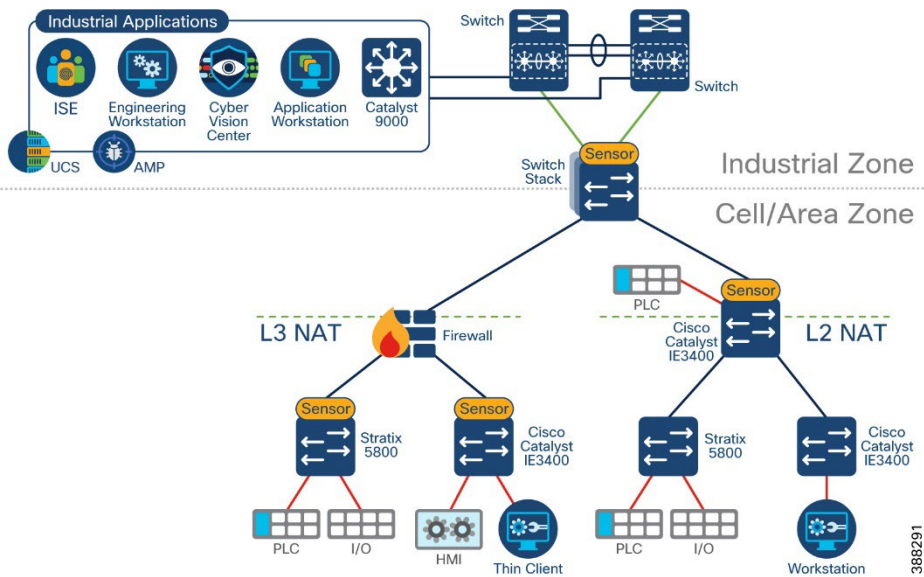 Industrial Applications
ISE
Engineering
Workstation
Cyber
Vision
Center
Application
Workstation
Catalyst
9000
UCS
AMP
Switch
Switch
Sensor
Switch
Stack
Industrial Zone
Cell/Area Zone
PLC
Sensor
L3 NAT
Firewall
Cisco
Catalyst
IE3400
L2 NAT
Sensor
Stratix
5800
Sensor
Cisco
Catalyst
IE3400
Stratix
5800
Cisco
Catalyst
IE3400
PLC
I/O
HMI
Thin Client
PLC
I/O
Workstation
388291